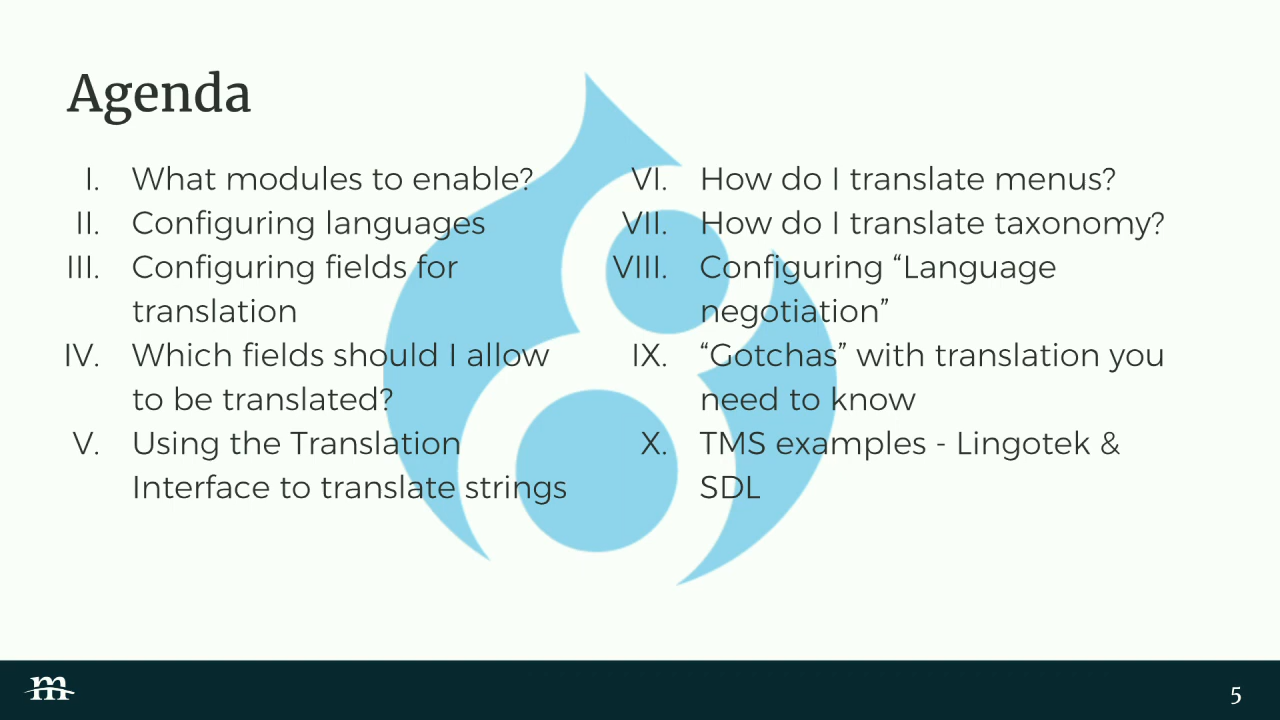 Agenda
I. What modules to enable?
II. Configuring languages
III. Configuring fields for
translation
IV. Which fields should I allow
to be translated?
V. Using the Translation
Interface to translate strings
VI. How do I translate menus?
VII. How do I translate taxonomy?
VIII. Configuring “Language
negotiation”
IX. “Gotchas” with translation you
need to know
X. TMS examples - Lingotek &
SDL
m
5